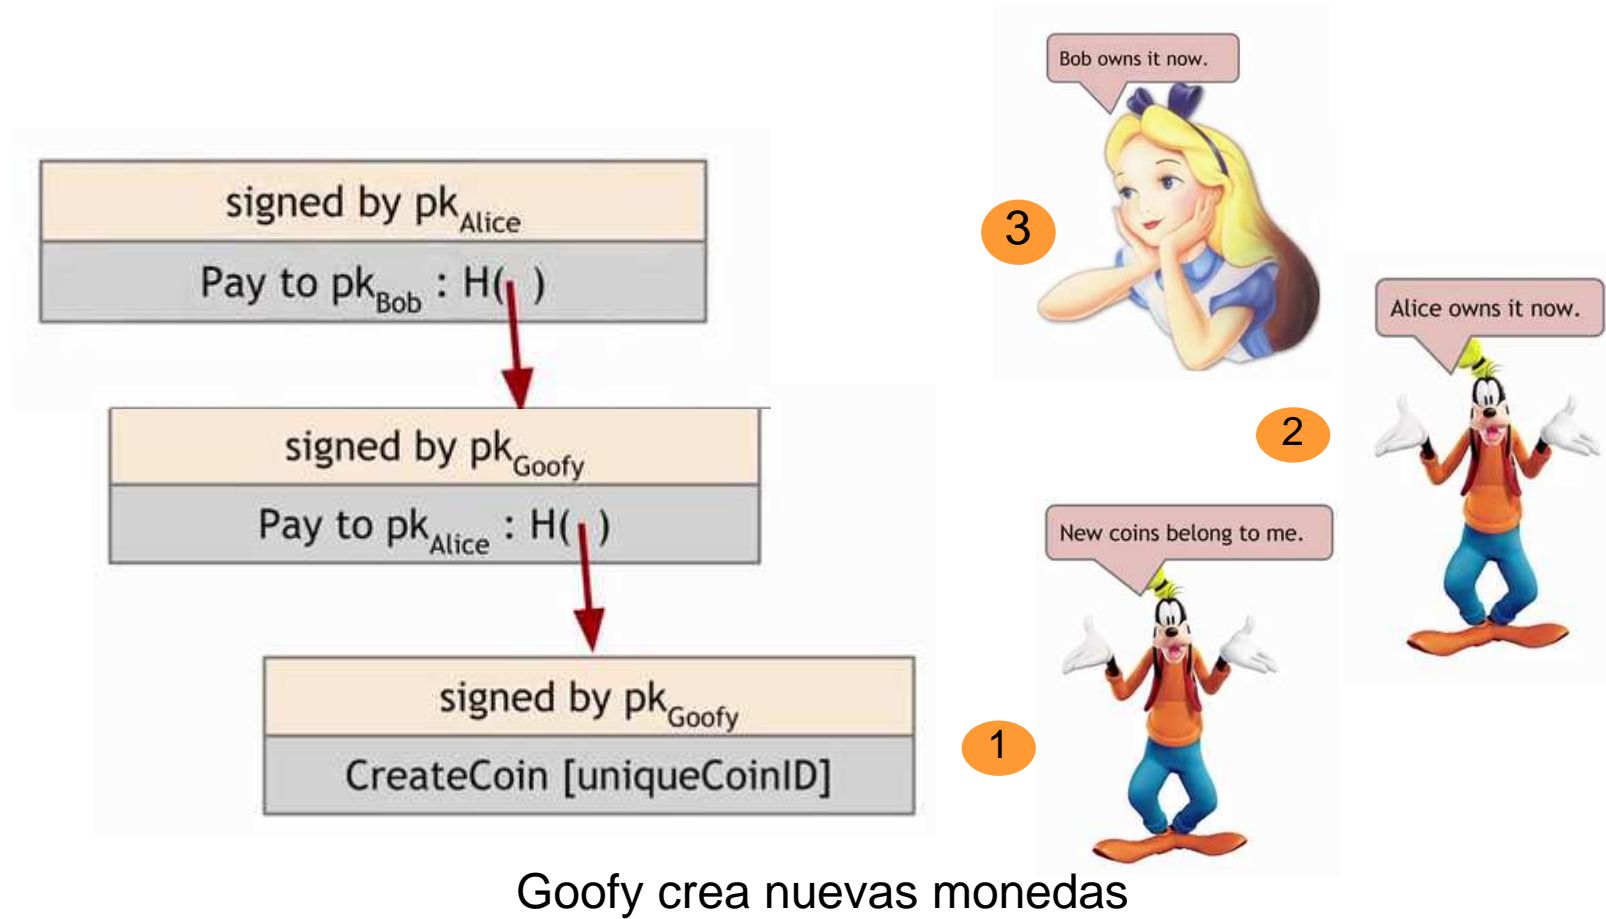 Bob owns it now.
signed by pkAlice
Pay to pkBob : H( )
3
Alice owns it now.
2
signed by pkGoofy
Pay to pkAlice : H( )
New coins belong to me.
signed by pkGoofy
CreateCoin [uniqueCoinID]
1
Goofy crea nuevas monedas